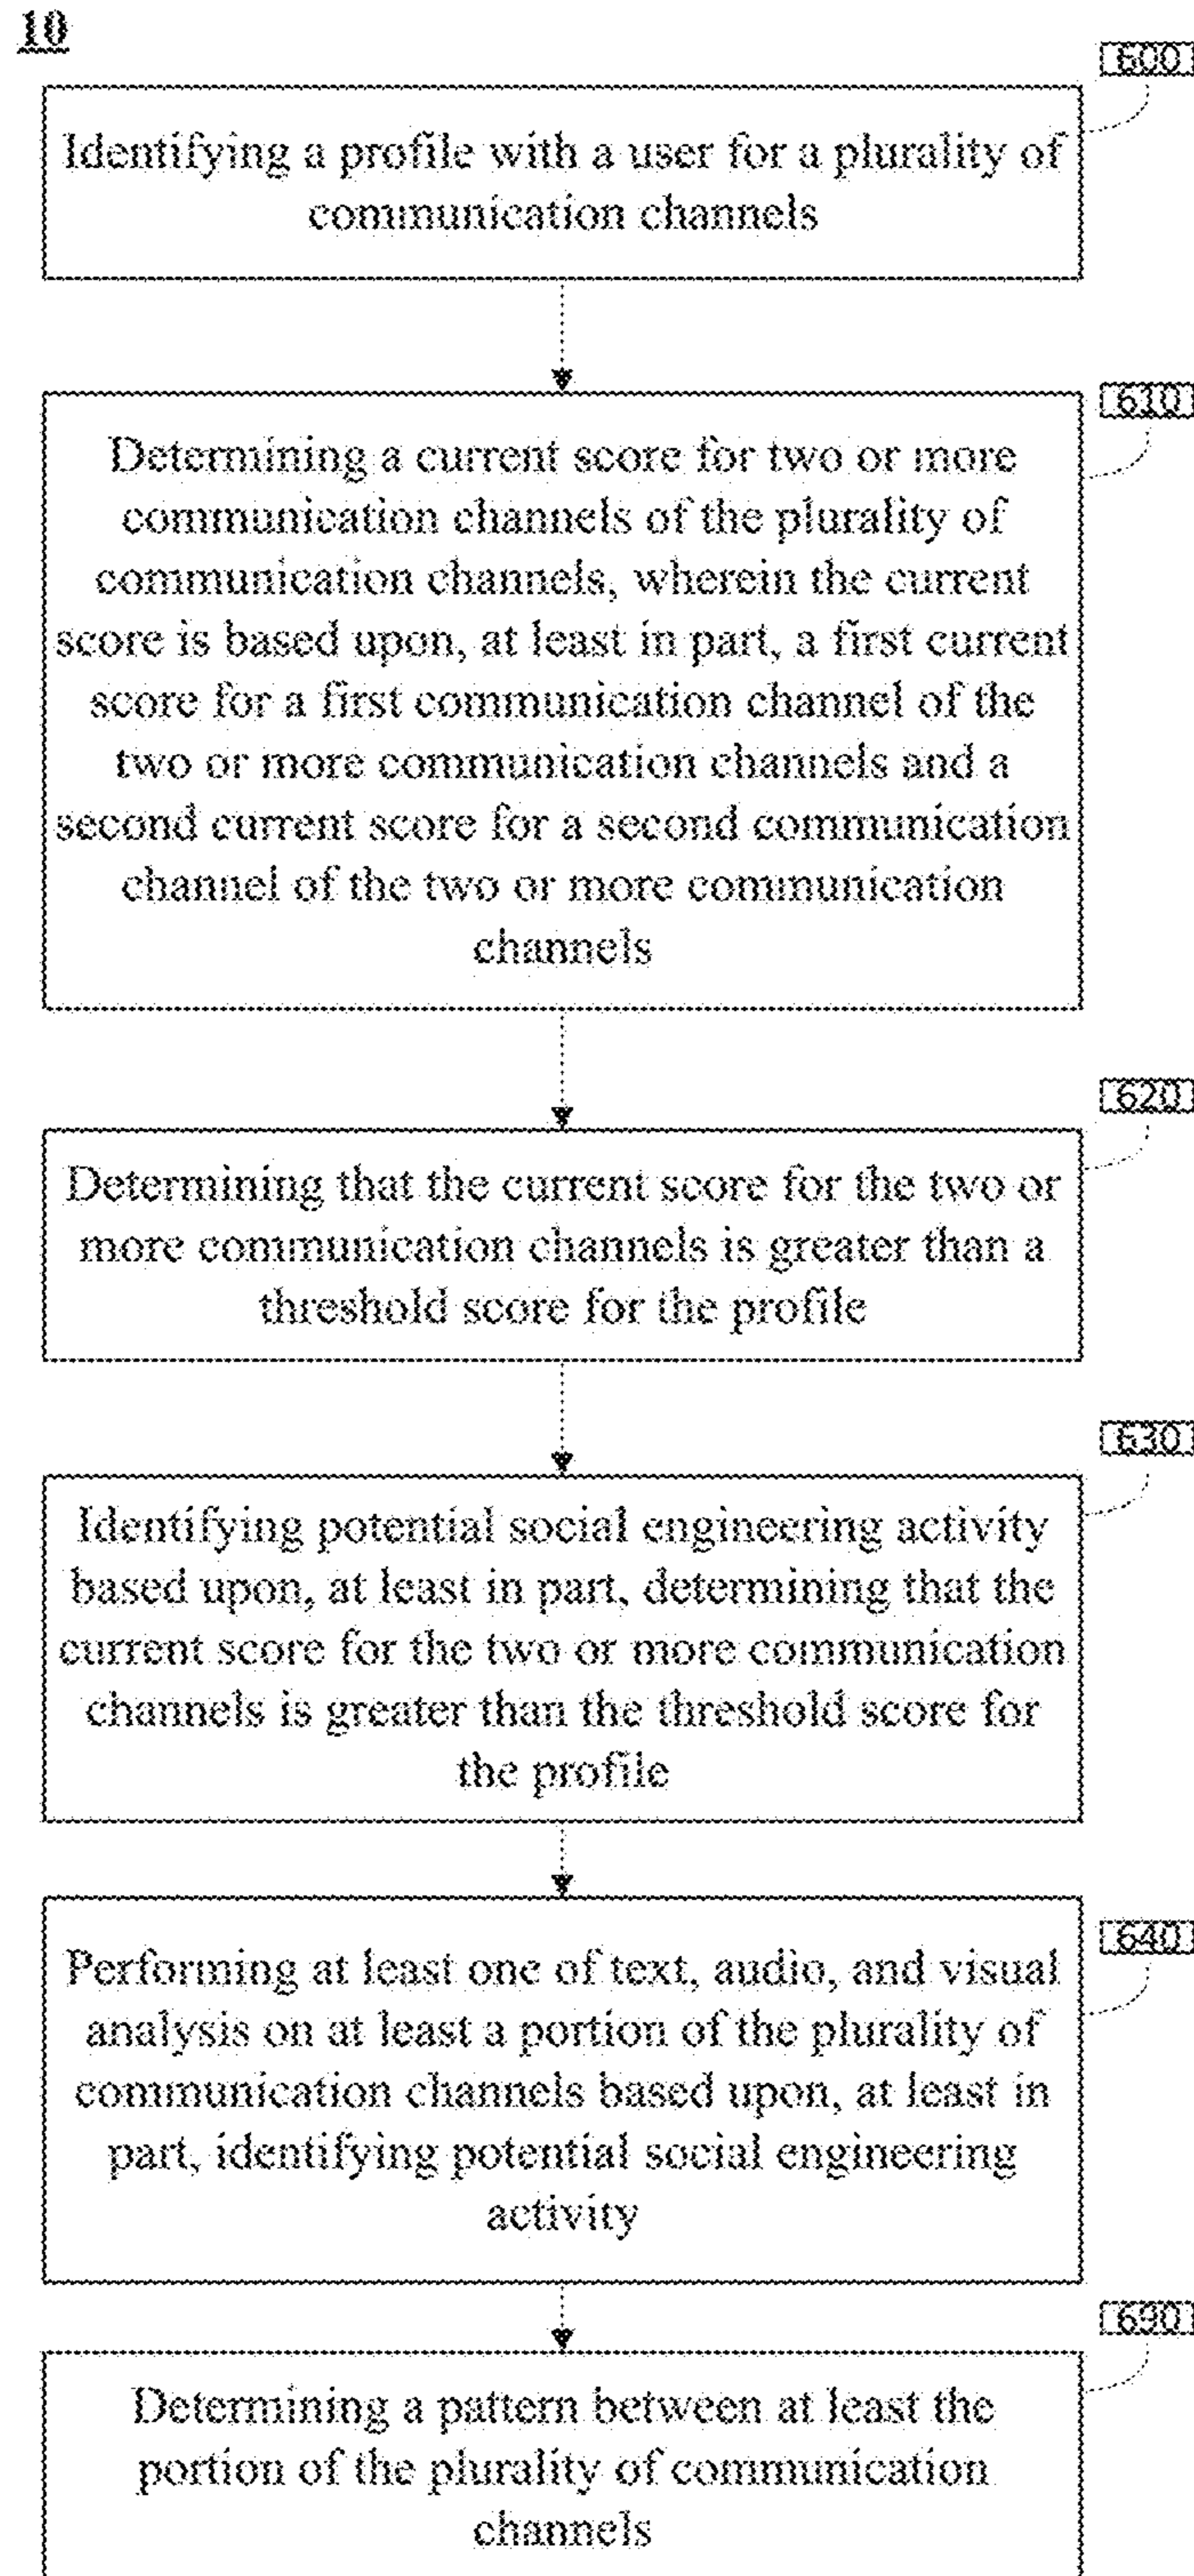 10
600
Identifying a profile with a user for a plurality of
communication channels
610
Determining a current score for two or more
communication channels of the plurality of
communication channels, wherein the current
score is based upon, at least in part, a first current
score for a first communication channel of the
two or more communication channels and a
second current score for a second communication
channel of the two or more communication
channels
620
Determining that the current score for the two or
more communication channels is greater than a
threshold score for the profile
630
Identifying potential social engineering activity
based upon, at least in part, determining that the
current score for the two or more communication
channels is greater than the threshold score for
the profile
640
Performing at least one of text, audio, and visual
analysis on at least a portion of the plurality of
communication channels based upon, at least in
part, identifying potential social engineering
activity
690
Determining a pattern between at least the
portion of the plurality of communication
channels